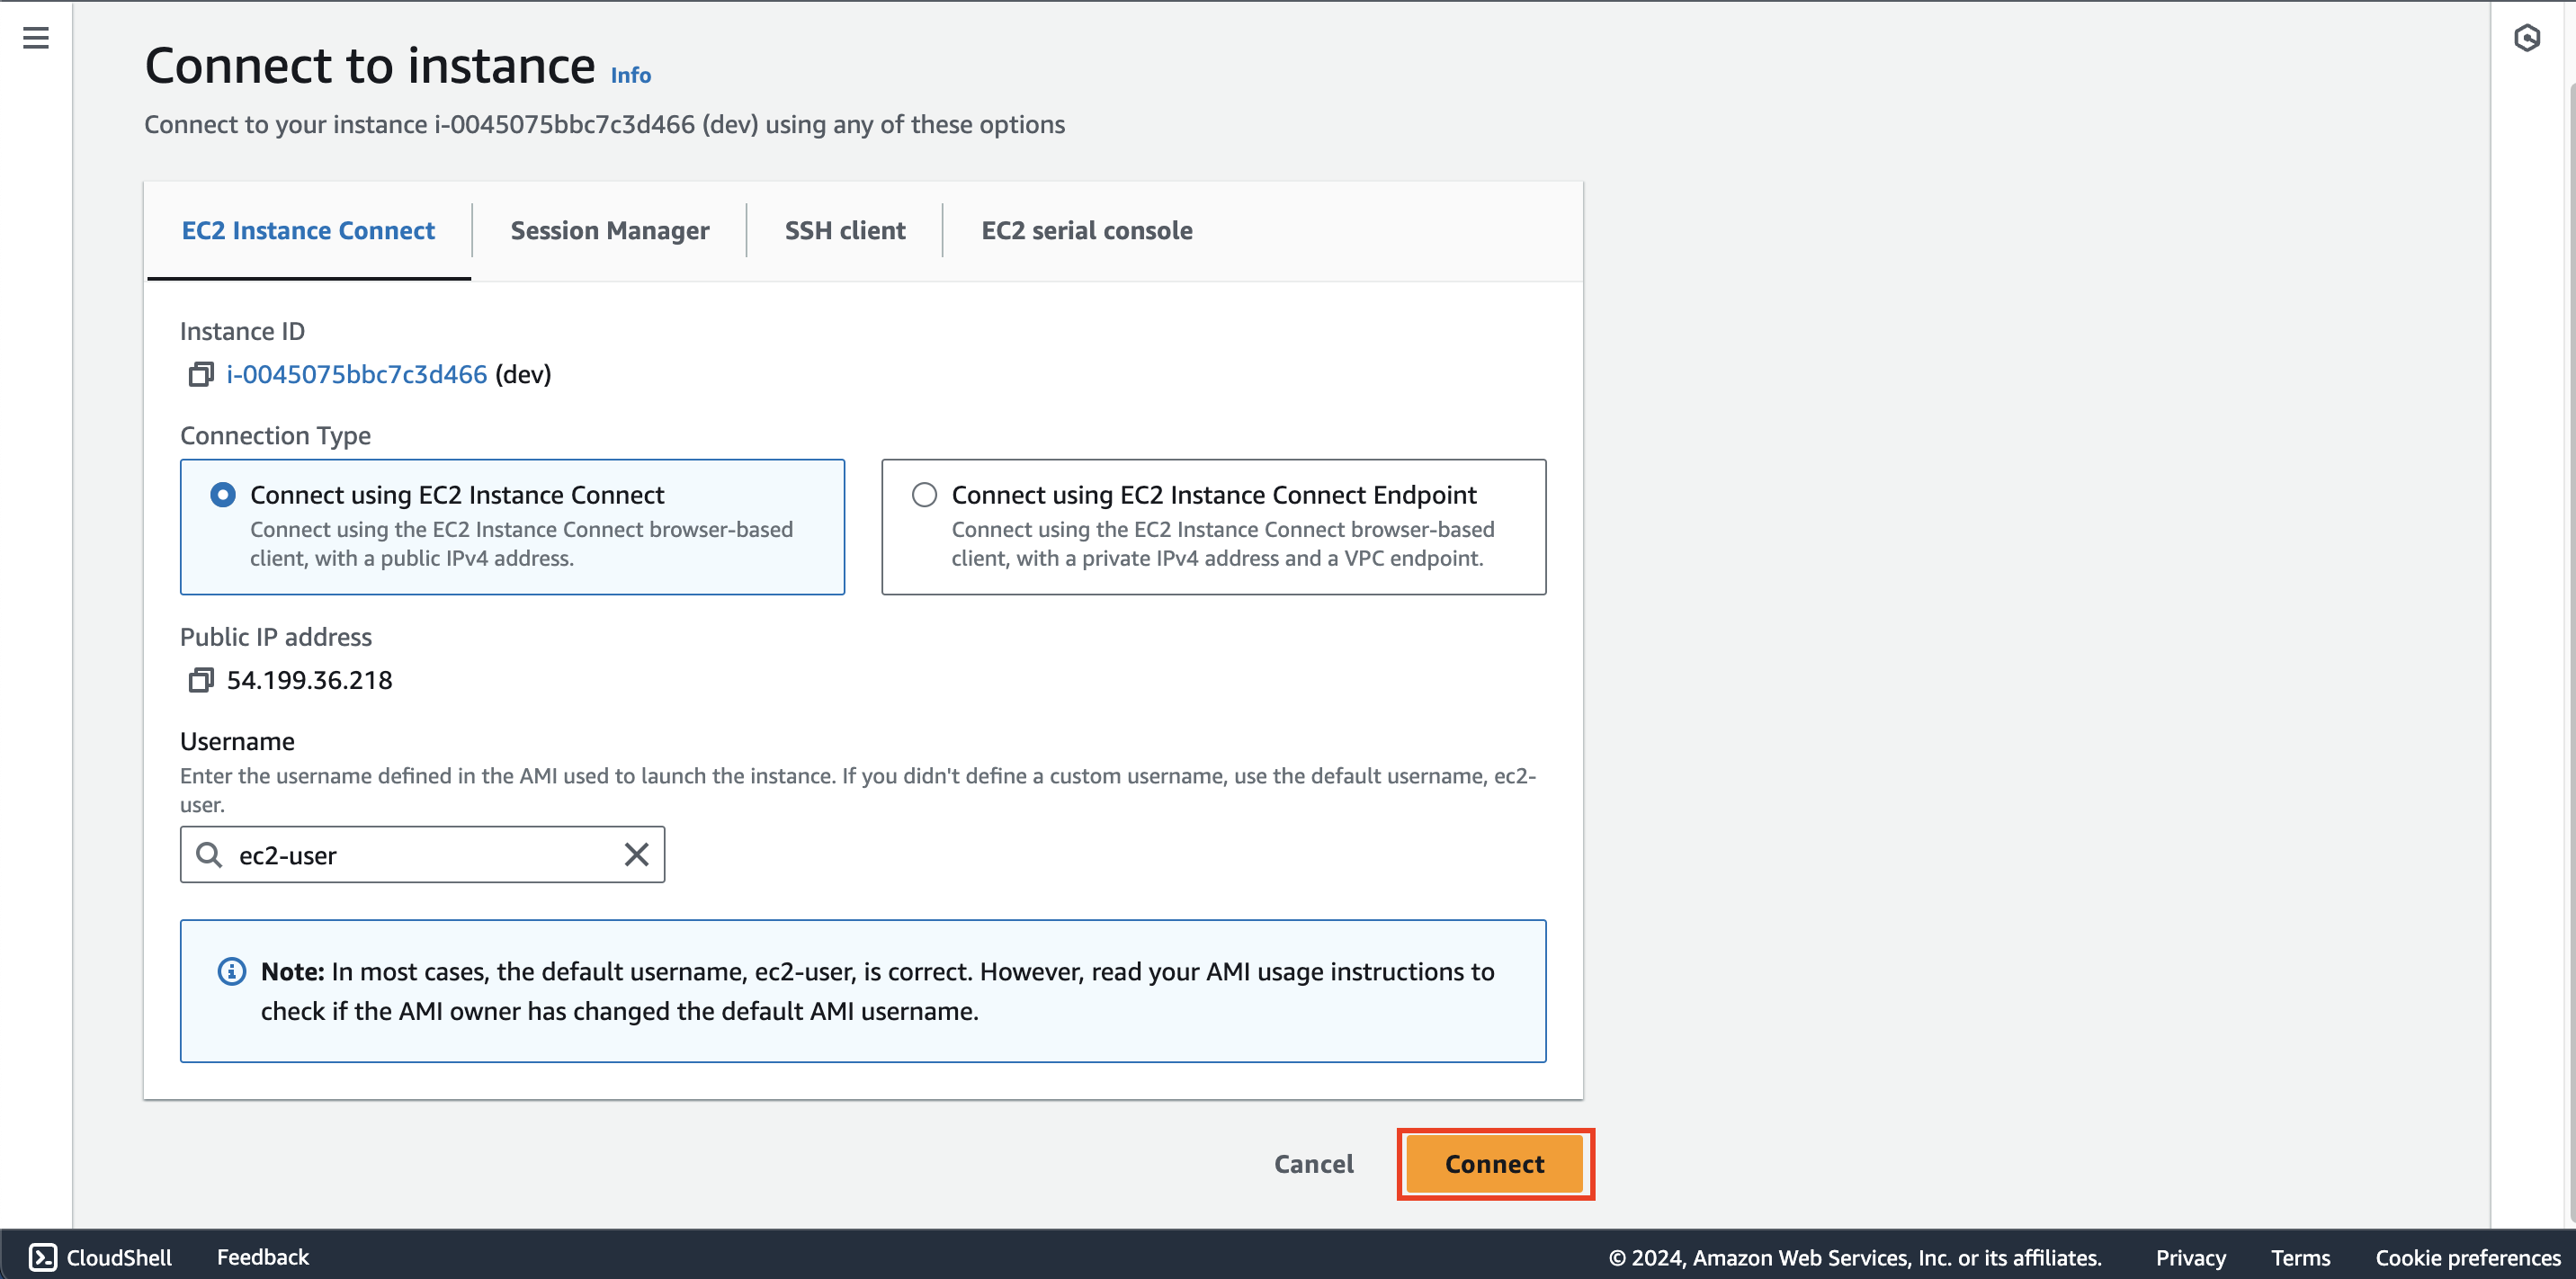 Connect to instance Info
Connect to your instance i-0045075bbc7c3d466 (dev) using any of these options
EC2 Instance Connect Session Manager SSH client EC2 serial console
Instance ID
i-0045075bbc7c3d466 (dev)
Connection Type
Connect using EC2 Instance Connect
Connect using the EC2 Instance Connect browser-based
client, with a public IPv4 address.
Connect using EC2 Instance Connect Endpoint
Connect using the EC2 Instance Connect browser-based
client, with a private IPv4 address and a VPC endpoint.
Public IP address
54.199.36.218
Username
Enter the username defined in the AMI used to launch the instance. If you didn't define a custom username, use the default username, ec2-
user.
ec2-user
Note: In most cases, the default username, ec2-user, is correct. However, read your AMI usage instructions to
check if the AMI owner has changed the default AMI username.
Cancel Connect
CloudShell Feedback © 2024, Amazon Web Services, Inc. or its affiliates. Privacy Terms Cookie preferences